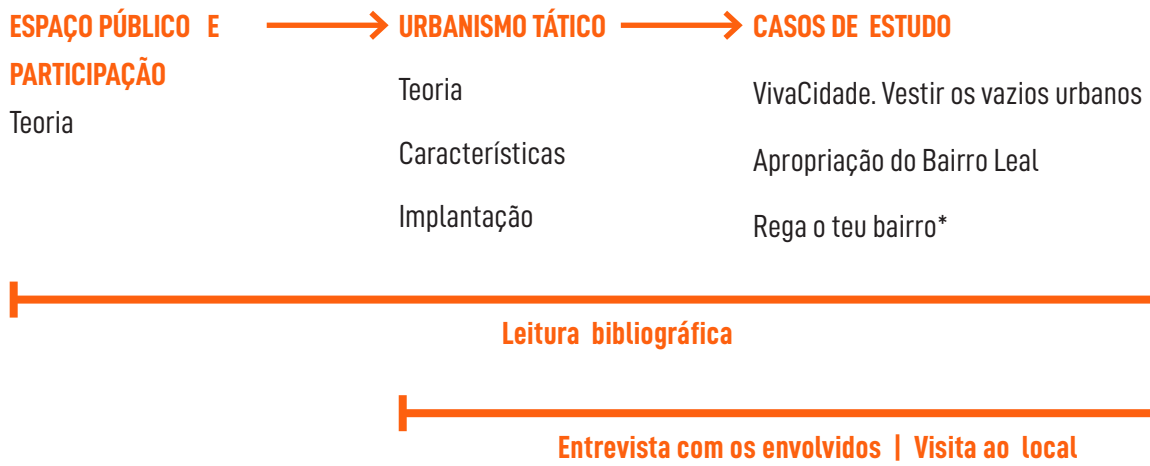 ESPAÇO PÚBLICO E
PARTICIPAÇÃO
Teoria
URBANISMO TÁTICO
Teoria
Características
Implantação
CASOS DE ESTUDO
VivaCidade. Vestir os vazios urbanos
Apropriação do Bairro Leal
Rega o teu bairro*
Leitura bibliográfica
Entrevista com os envolvidos | Visita ao local